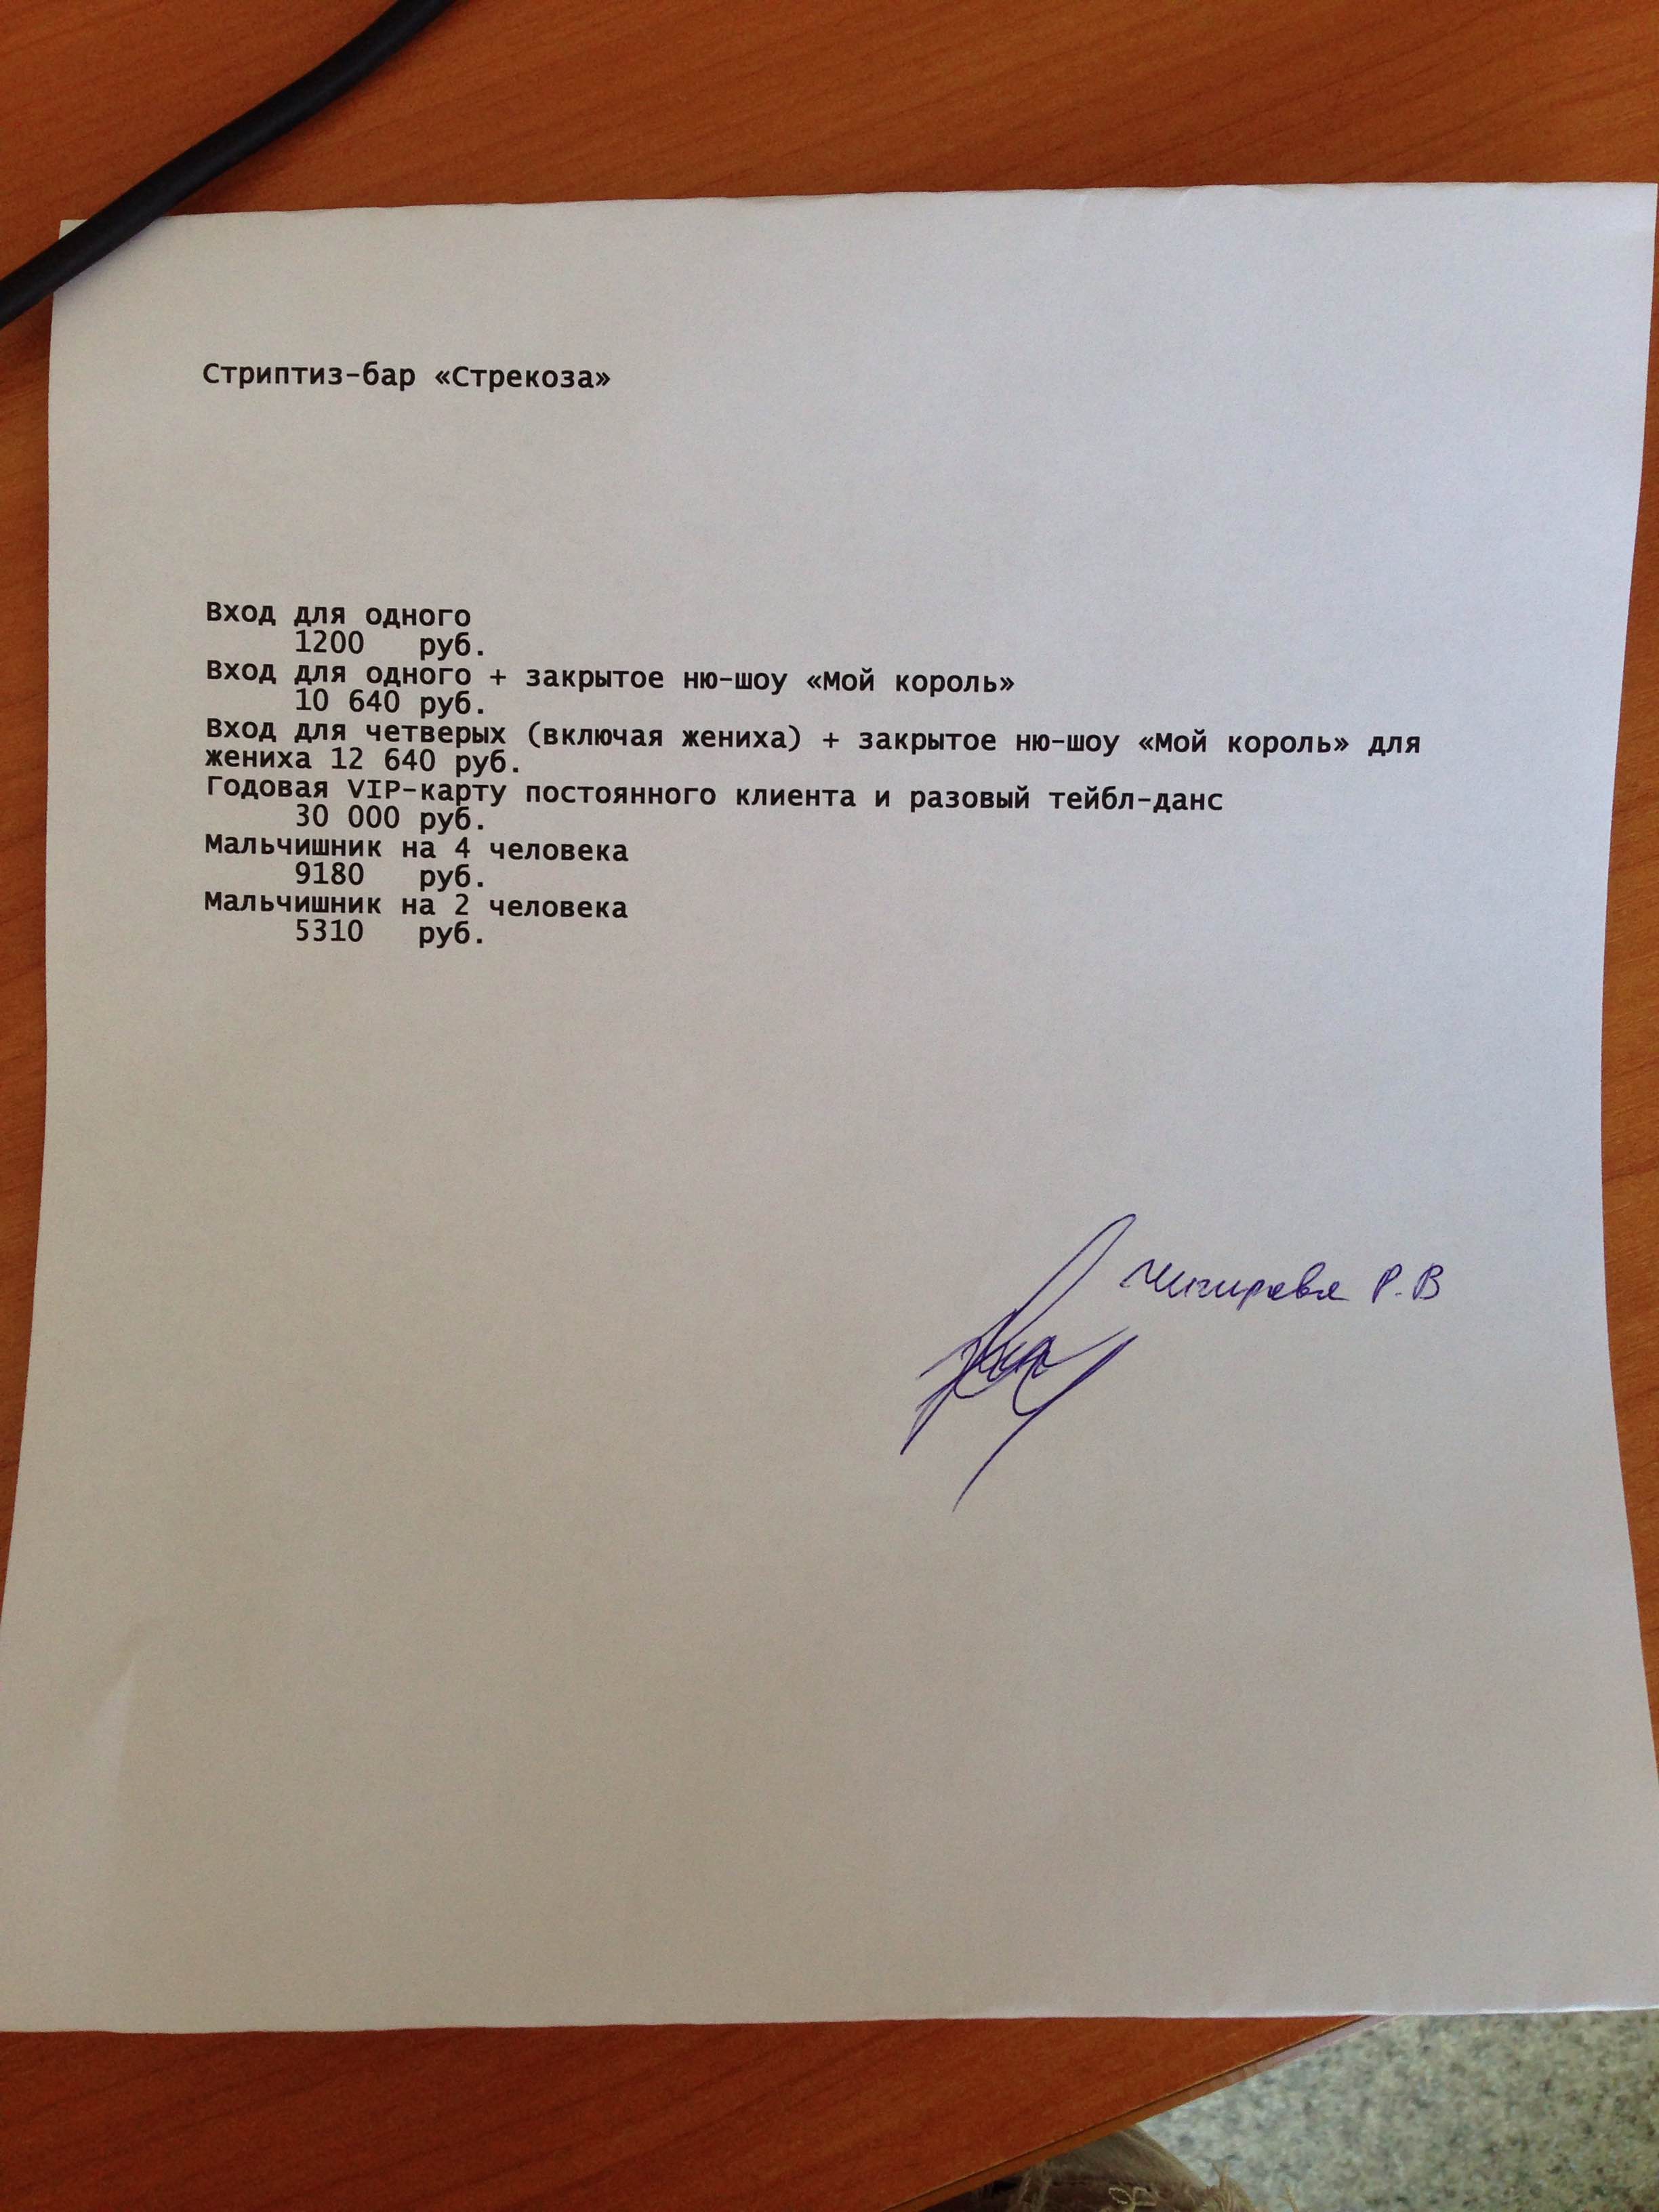 Стриптиз-бар «Стрекоза»
Вход для одного
1200 руб.
Вход для одного + закрытое ню-шоу «Мой король»
10 640 руб.
Вход для четверых (включая жениха) + закрытое ню-шоу «Мой король» для
жениха 12 640 руб.
Годовая VIP-карту постоянного клиента и разовый тейбл-данс
30 000 руб.
Мальчишник на 4 человека
9180 руб.
Мальчишник на 2 человека
5310 руб.
Р.В